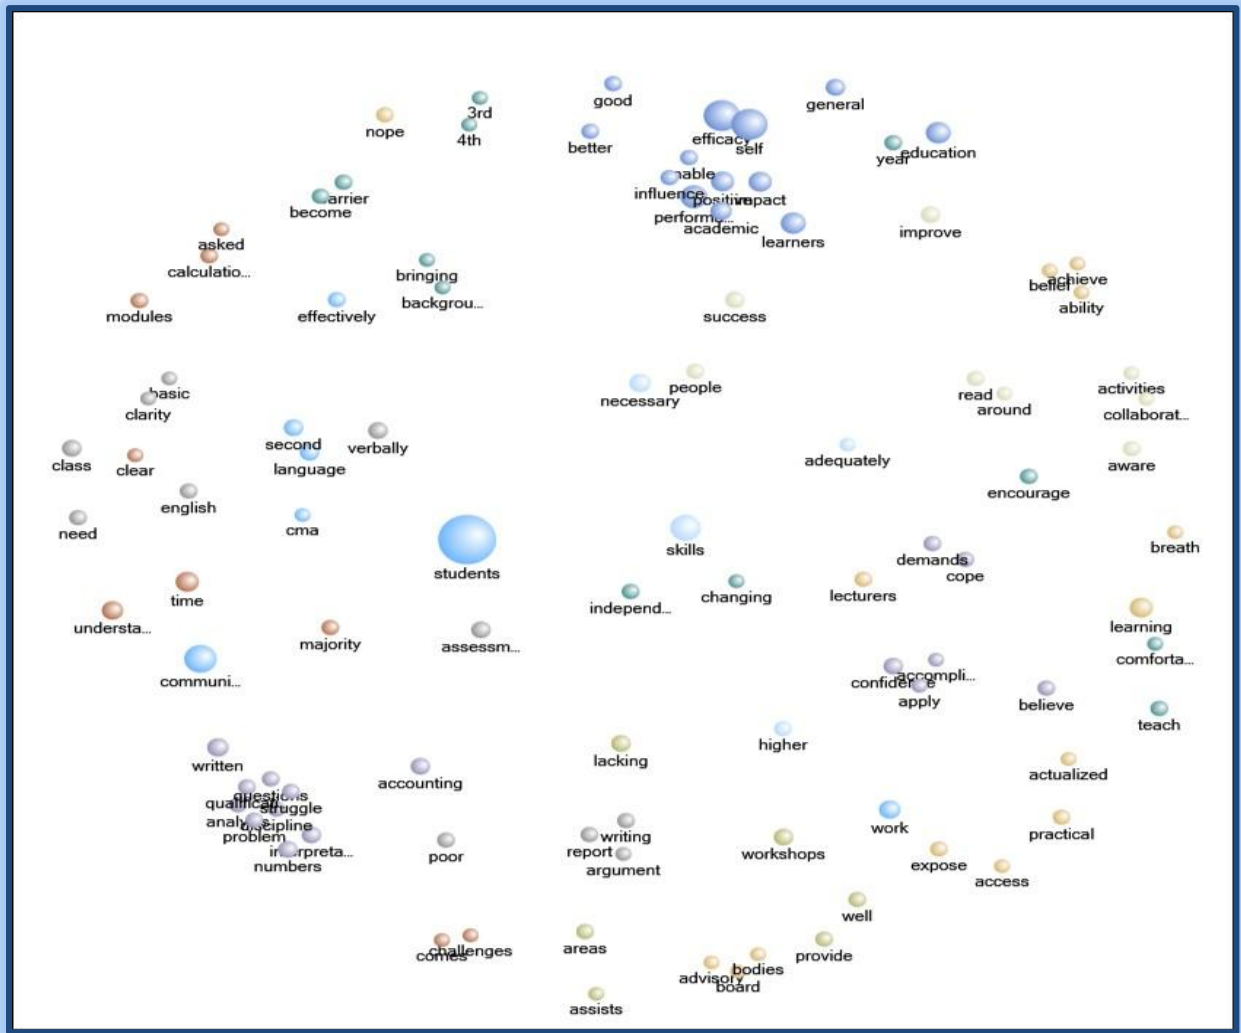 good
general
3rd
nope
4th
efficacy
self
better
year
education
nable
influence
positive
impact
arrier
become
performa...
academic
learners
improve
asked
calculatio...
bringing
achieve
belief
backgrou...
ability
modules
effectively
success
basic
people
activities
necessary
read
around
clarity
collaborat...
second
verbally
adequately
class
clear
language
aware
encourage
english
cma
need
skills
breath
demands
students
cope
lecturers
changing
time
independ...
understa...
learning
majority
assessm...
comforta...
communi...
accompli...
confidence
apply
believe
teach
higher
written
lacking
actualized
accounting
questions
struggle
work
discipline
problem
writing
practical
report
workshops
poor
numbers
expose
argument
access
well
challenges
comes
areas
provide
bodies
advisory
board
assists